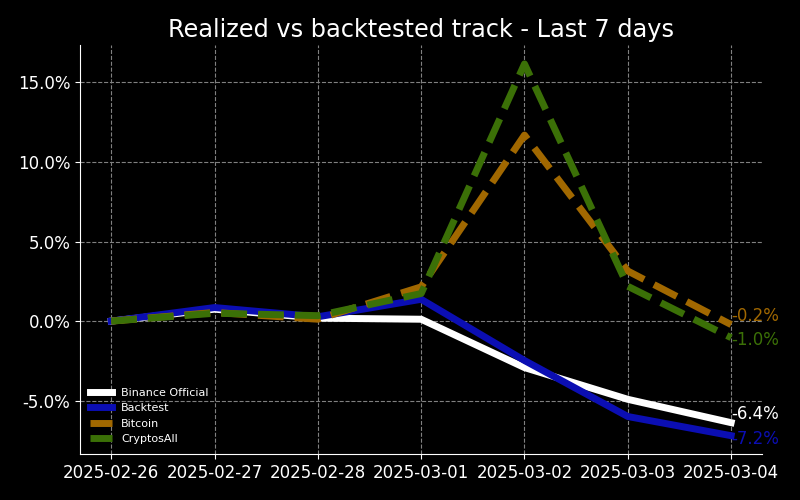 Realized vs backtested track - Last 7 days
15.0%
10.0%
5.0%
0.0%
-5.0%
-0.2%
-1.0%
-6.4%
-7.2%
Binance Official
Backtest
Bitcoin
CryptosAll
2025-02-26 2025-02-27 2025-02-28 2025-03-01 2025-03-02 2025-03-03 2025-03-04